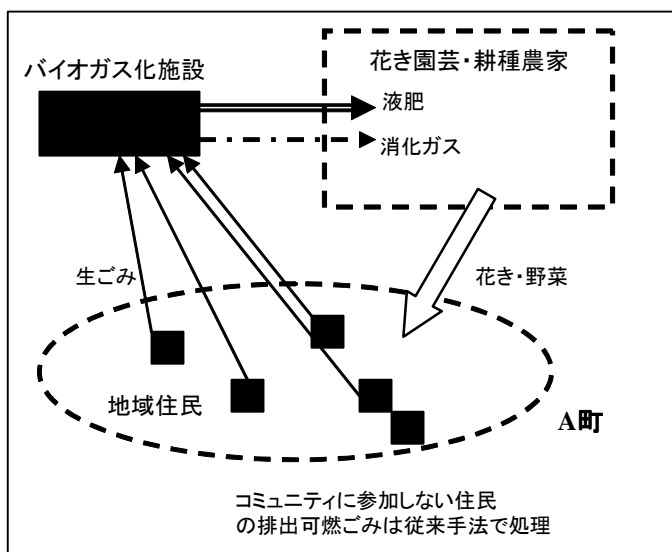 バイオガス化施設
花き園芸・耕種農家
液肥
消化ガス
生ごみ
花き・野菜
地域住民
A町
コミュニティに参加しない住民
の排出可燃ごみは従来手法で処理